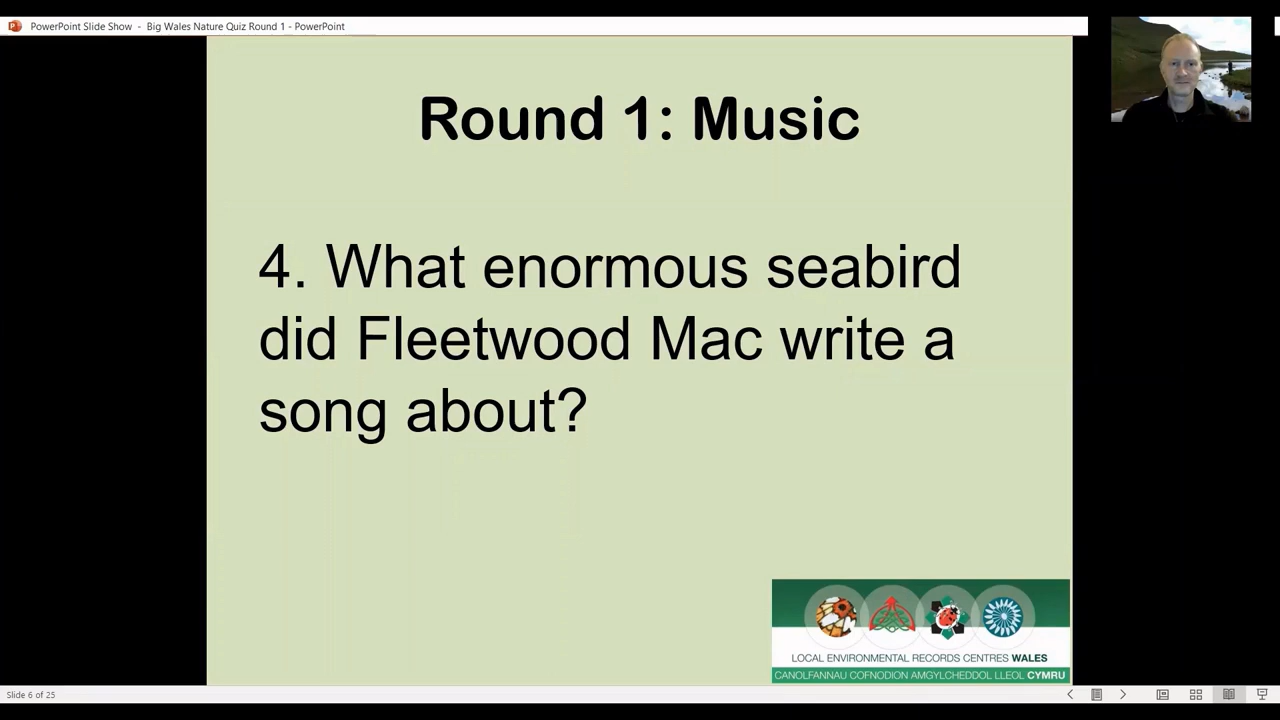 PowerPoint Slide Show - Big Wales Nature Quiz Round 1 - PowerPoint
Round 1: Music
4. What enormous seabird
did Fleetwood Mac write a
song about?
LOCAL ENVIRONMENTAL RECORDS CENTRES WALES
CANOLFANNAU COFNODION AMGYLCHEDDOL LLEOL CYMRU
Slide 6 of 25